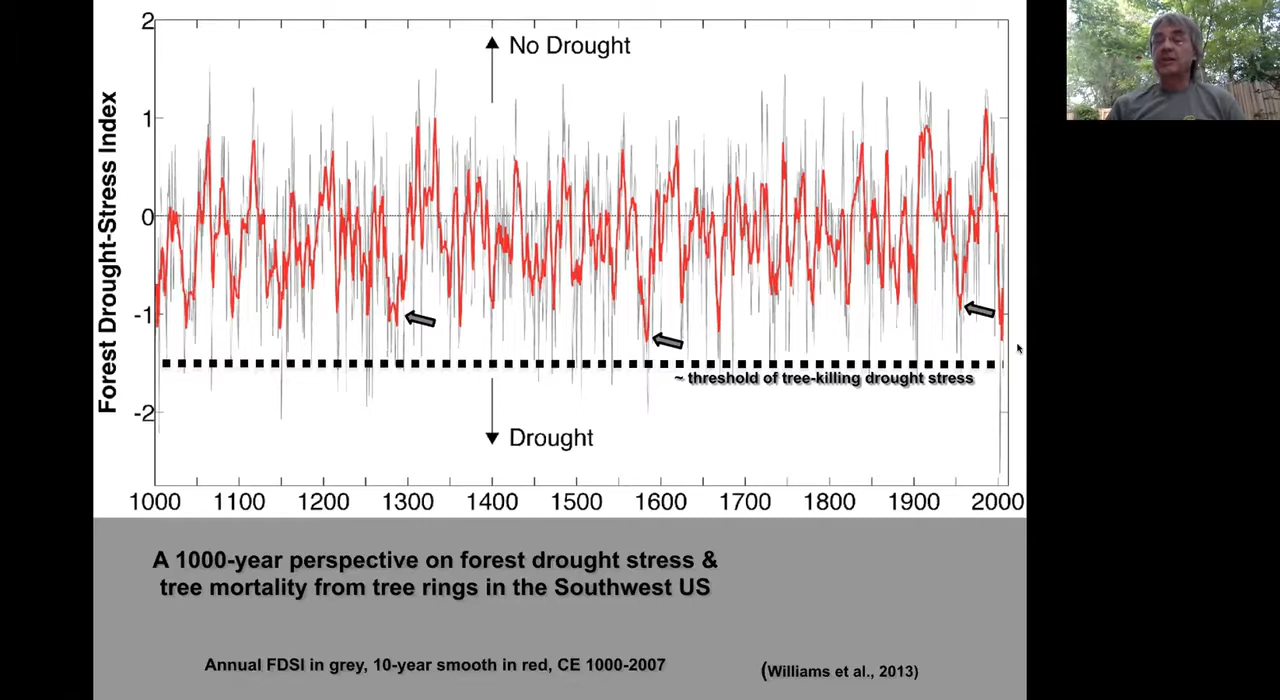 2
No Drought
1
0
-1
-2
Forest Drought-Stress Index
~ threshold of tree-killing drought stress
Drought
1000 1100 1200 1300 1400 1500 1600 1700 1800 1900 2000
A 1000-year perspective on forest drought stress &
tree mortality from tree rings in the Southwest US
Annual FDSI in grey, 10-year smooth in red, CE 1000-2007
(Williams et al., 2013)